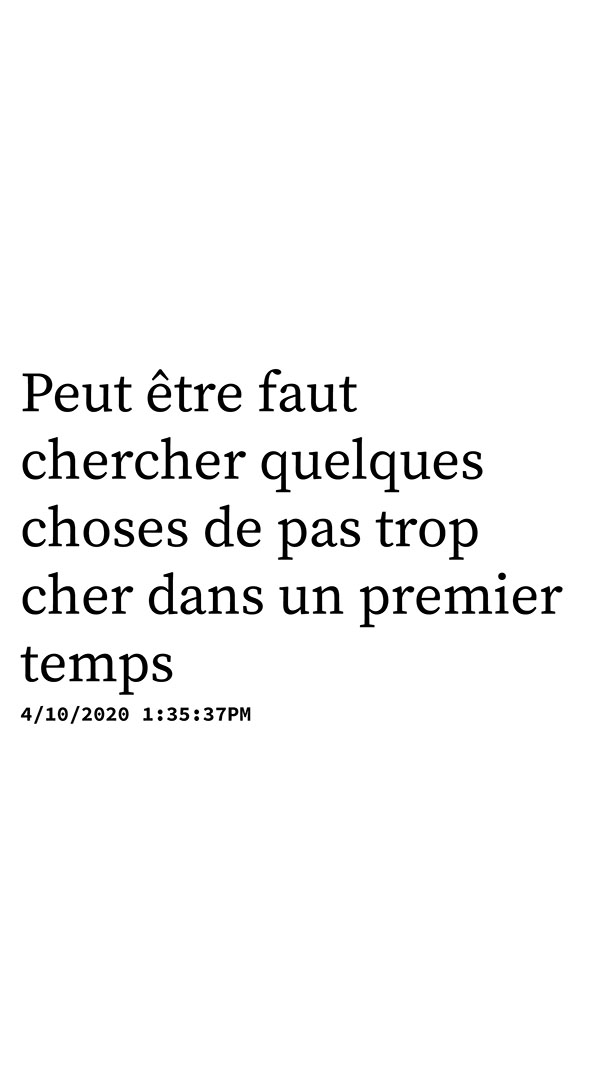 Peut être faut
chercher quelques
choses de pas trop
cher dans un premier
temps
4/10/2020 1:35:37PM